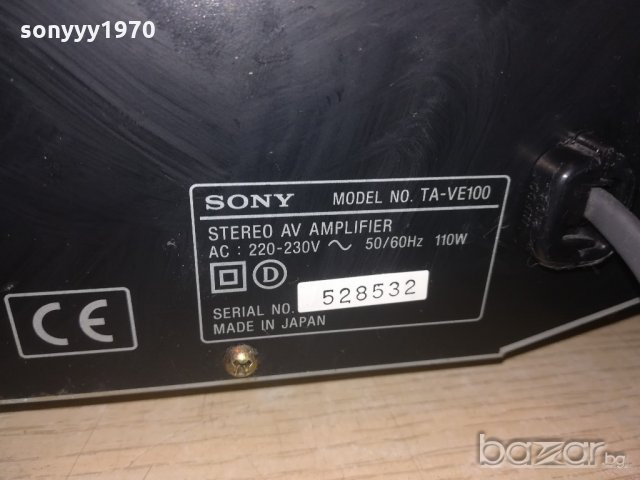 sonyyy1970
SONY MODEL NO. TA-VE100
STEREO AV AMPLIFIER
AC : 220-230V ~ 50/60Hz 110W
D
SERIAL NO. 528532
MADE IN JAPAN
CE
bazar.bg